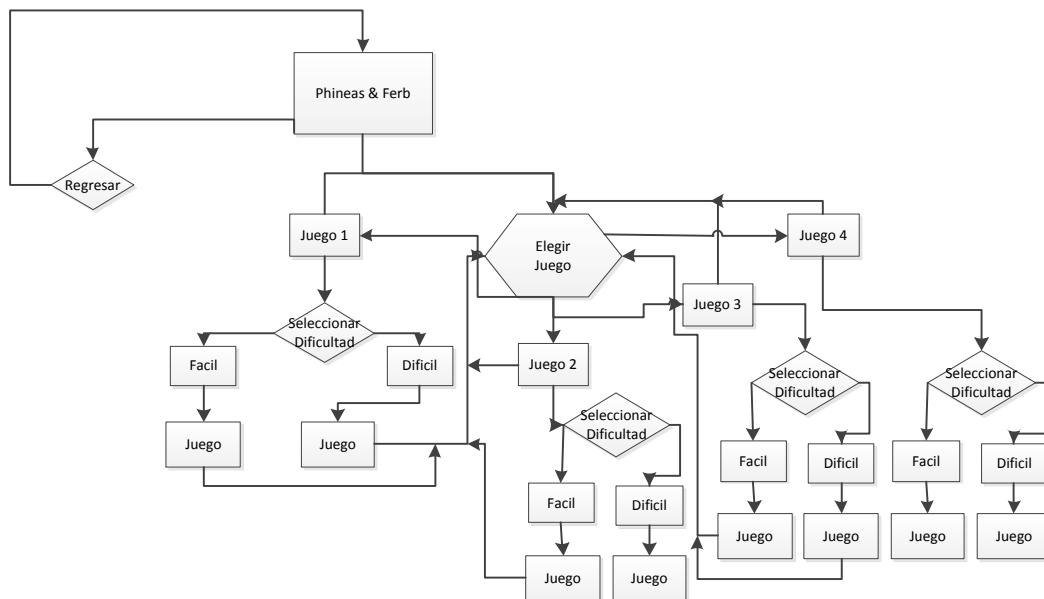 Phineas & Ferb
Regresar
Juego 1
Elegir
Juego
Juego 4
Juego 3
Seleccionar
Dificultad
Facil
Dificil
Juego 2
Seleccionar
Dificultad
Seleccionar
Dificultad
Seleccionar
Dificultad
Juego
Juego
Facil
Dificil
Facil
Dificil
Facil
Dificil
Juego
Juego
Juego
Juego
Juego
Juego